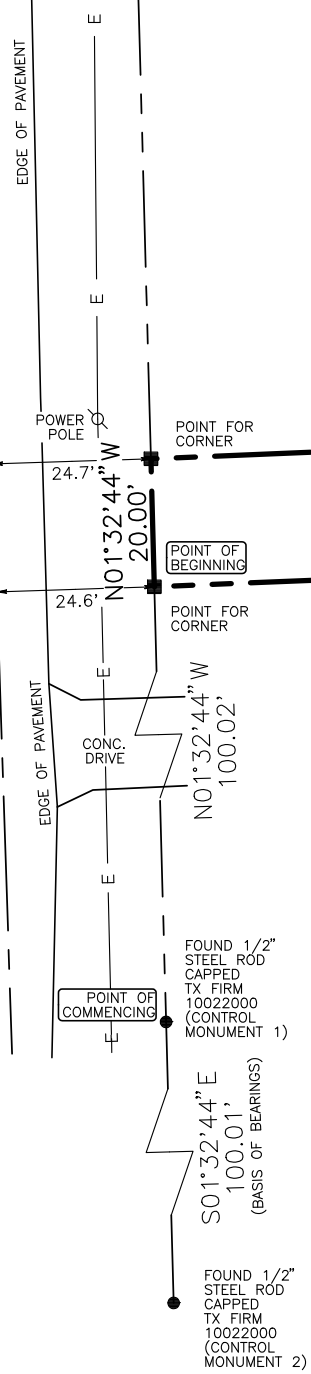 E
EDGE OF PAVEMENT
E
POWER
POLE
POINT FOR
CORNER
24.7'
N01°32'44"W
20.00'
POINT OF
BEGINNING
24.6'
POINT FOR
CORNER
E
N01°32'44"W
100.02'
EDGE OF PAVEMENT
CONC.
DRIVE
E
FOUND 1/2"
STEEL ROD
CAPPED
TX FIRM
10022000
(CONTROL
MONUMENT 1)
POINT OF
COMMENCING
E
S01°32'44"E
100.01'
(BASIS OF BEARINGS)
FOUND 1/2"
STEEL ROD
CAPPED
TX FIRM
10022000
(CONTROL
MONUMENT 2)